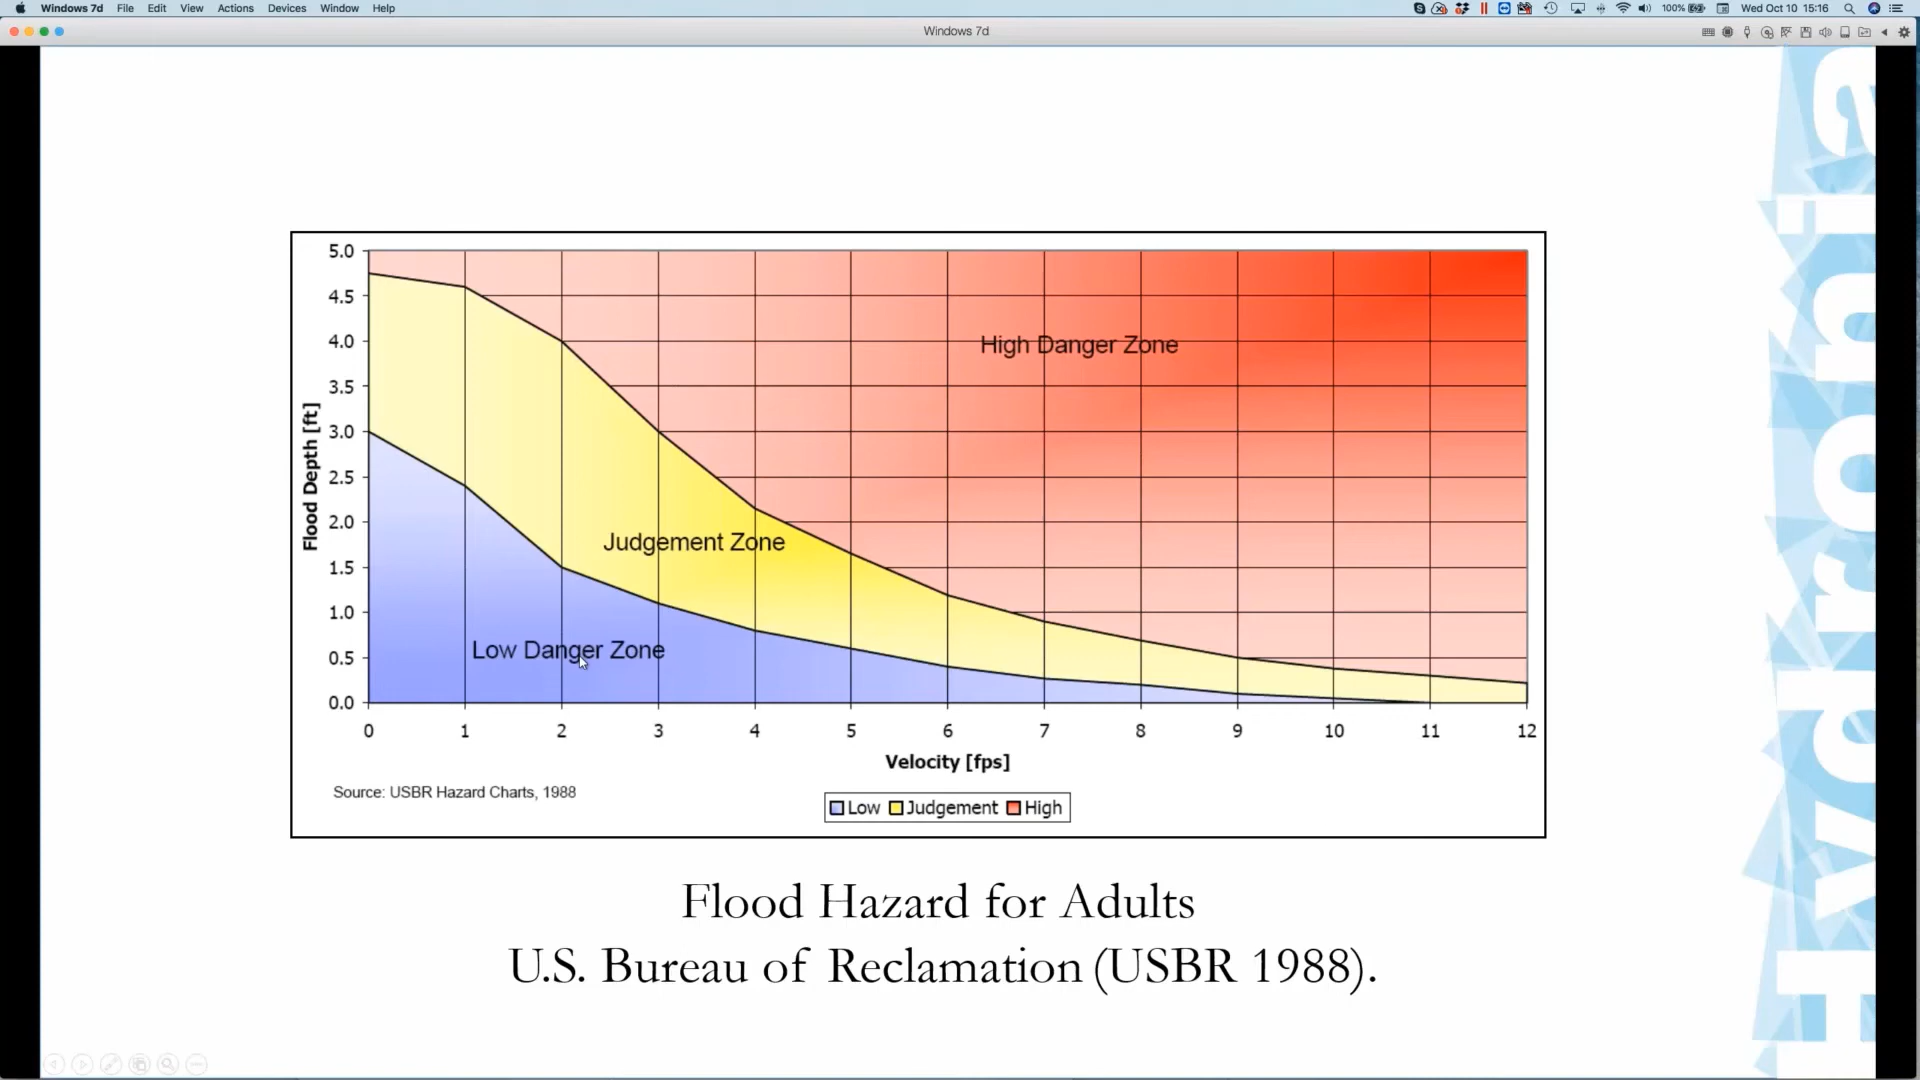 Windows 7d File Edit View Actions Devices Window Help
100% Wed Oct 10 15:16
Windows 7d
5.0
4.5
4.0
3.5
3.0
2.5
2.0
1.5
1.0
0.5
0.0
Flood Depth [ft]
High Danger Zone
Judgement Zone
Low Danger Zone
0 1 2 3 4 5 6 7 8 9 10 11 12
Velocity [fps]
Source: USBR Hazard Charts, 1988
Low Judgement High
Flood Hazard for Adults
U.S. Bureau of Reclamation (USBR 1988).
Hydronia